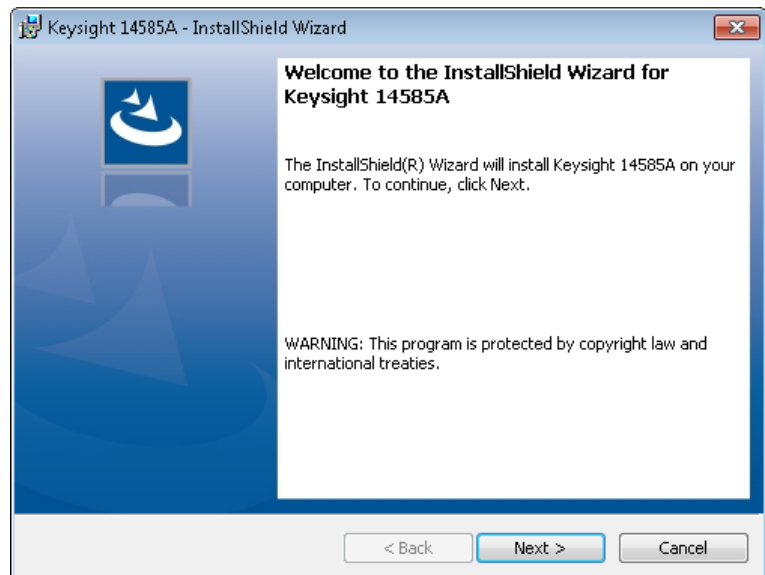 Keysight 14585A - InstallShield Wizard
Welcome to the InstallShield Wizard for
Keysight 14585A
The InstallShield(R) Wizard will install Keysight 14585A on your
computer. To continue, click Next.
WARNING: This program is protected by copyright law and
international treaties.
< Back Next > Cancel